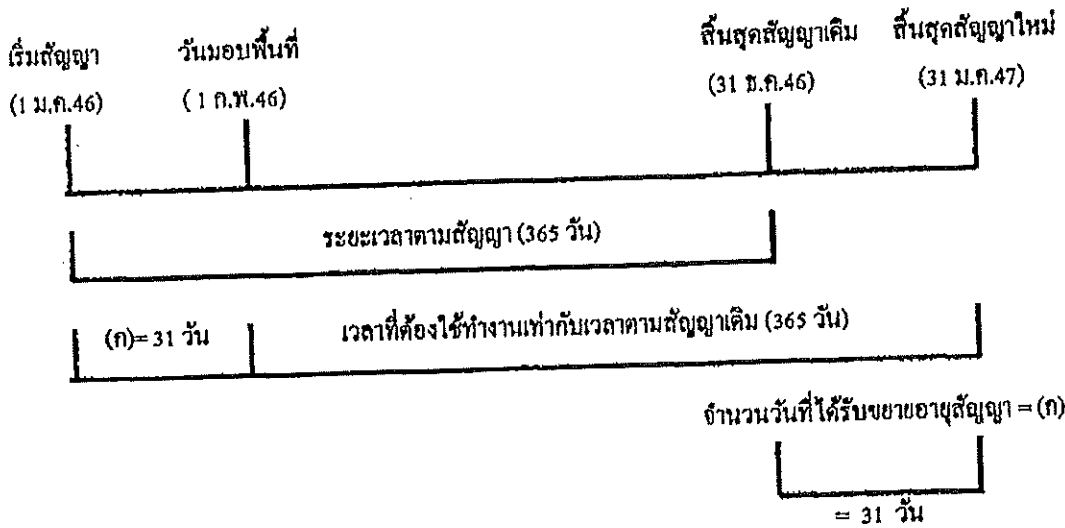 เริ่มสัญญา วันมอบพื้นที่ สิ้นสุดสัญญาเดิม สิ้นสุดสัญญาใหม่
(1 ม.ค.46) ( 1 ก.พ.46) (31 ธ.ค.46) (31 ม.ค.47)
ระยะเวลาตามสัญญา (365 วัน)
(ก)= 31 วัน เวลาที่ต้องใช้ทำงานเท่ากับเวลาตามสัญญาเดิม (365 วัน)
จำนวนวันที่ได้รับขยายอายุสัญญา = (ก)
= 31 วัน